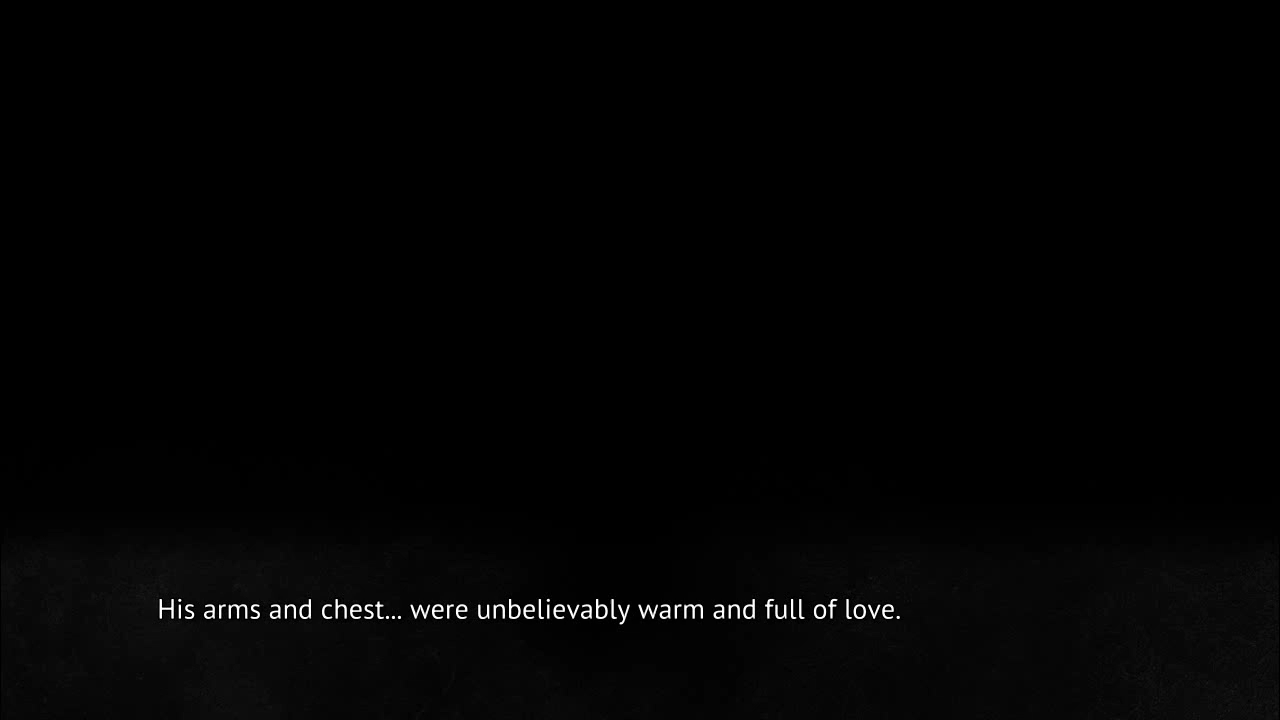 His arms and chest... were unbelievably warm and full of love.